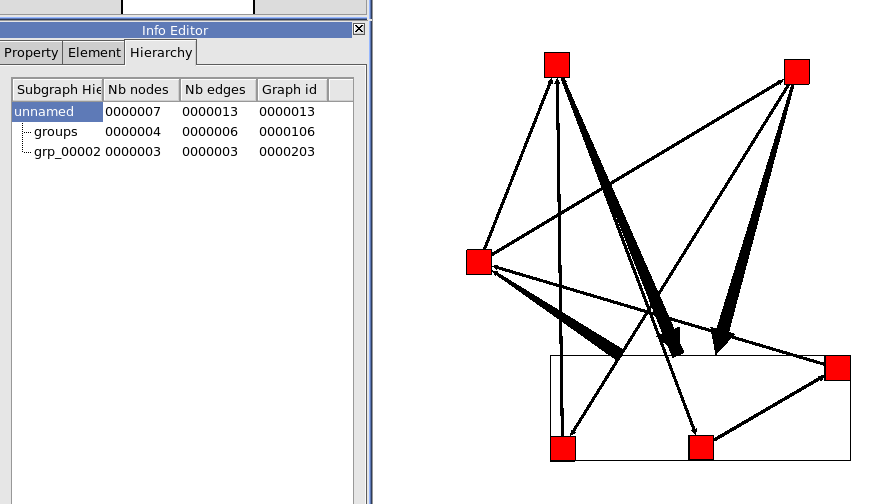 Info Editor
Property Element Hierarchy
Subgraph Hie Nb nodes Nb edges Graph id
unnamed 0000007 0000013 0000013
groups 0000004 0000006 0000106
grp_00002 0000003 0000003 0000203